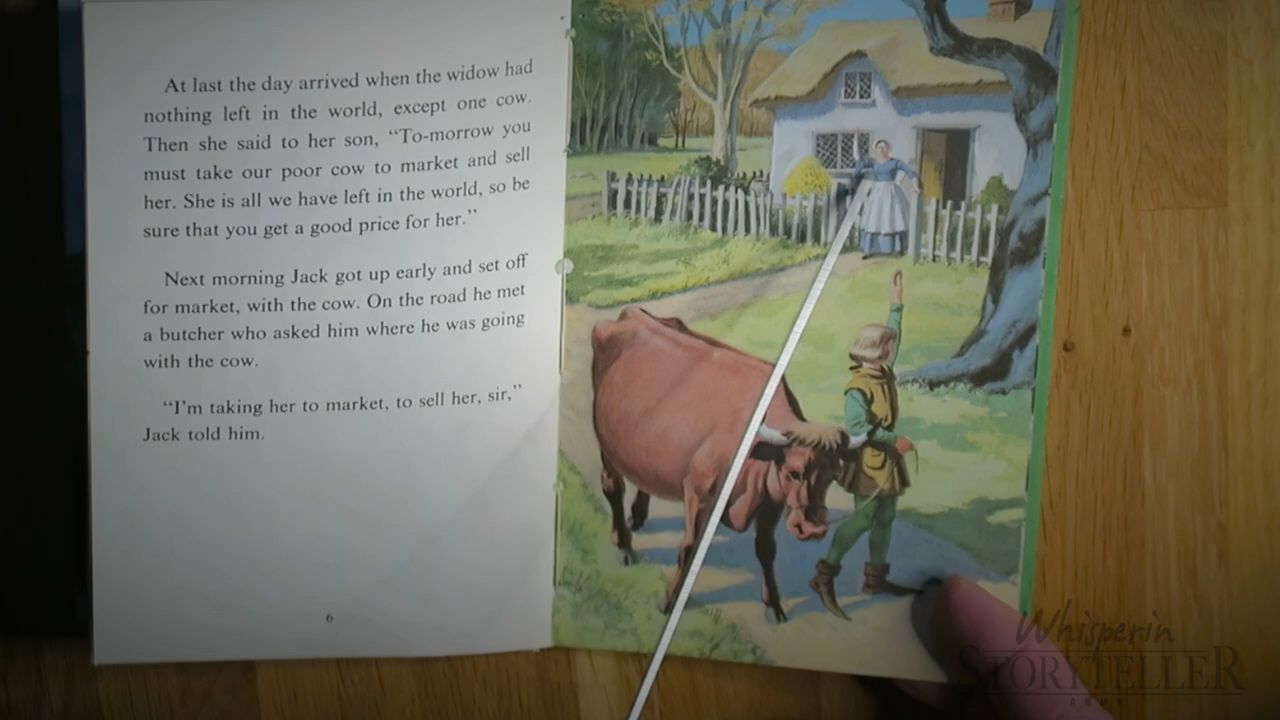 At last the day arrived when the widow had
nothing left in the world, except one cow.
Then she said to her son, “To-morrow you
must take our poor cow to market and sell
her. She is all we have left in the world, so be
sure that you get a good price for her.”
Next morning Jack got up early and set off
for market, with the cow. On the road he met
a butcher who asked him where he was going
with the cow.
“I’m taking her to market, to sell her, sir,”
Jack told him.
6
Whisperin
STORYTELLER